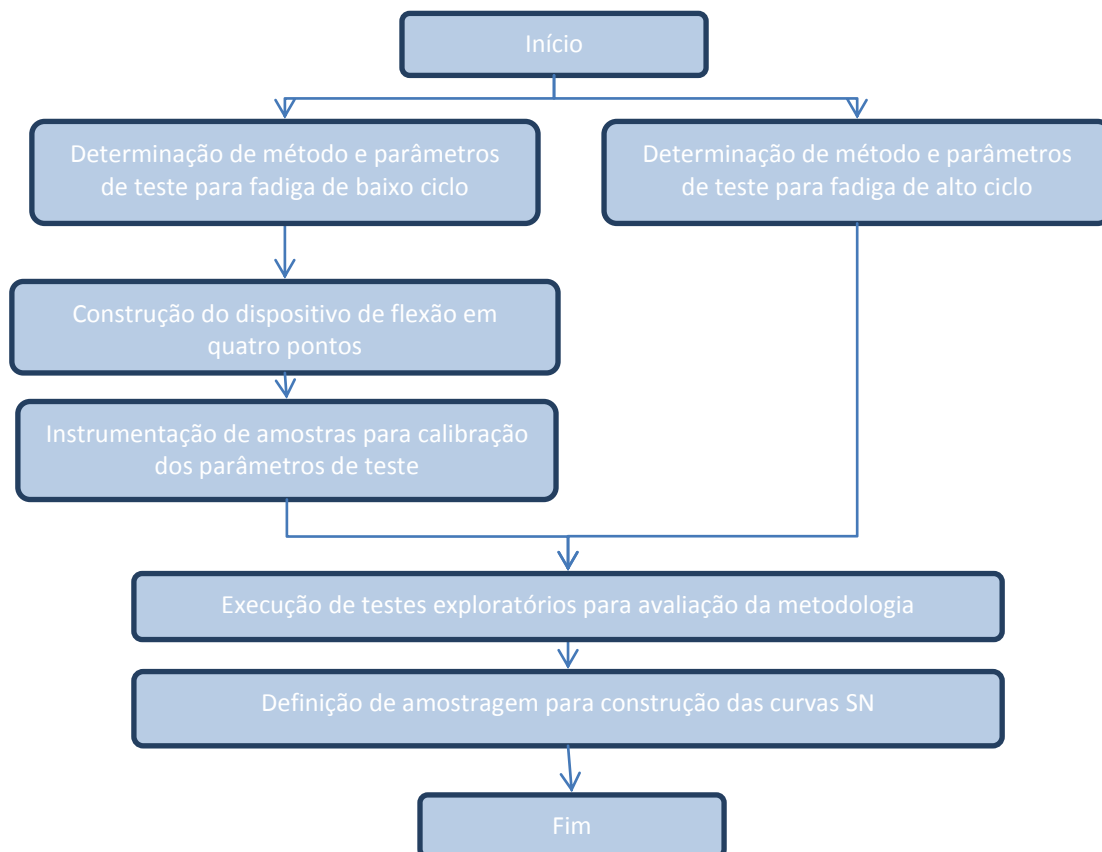 Início
Determinação de método e parâmetros
de teste para fadiga de baixo ciclo
Determinação de método e parâmetros
de teste para fadiga de alto ciclo
Construção do dispositivo de flexão em
quatro pontos
Instrumentação de amostras para calibração
dos parâmetros de teste
Execução de testes exploratórios para avaliação da metodologia
Definição de amostragem para construção das curvas SN
Fim